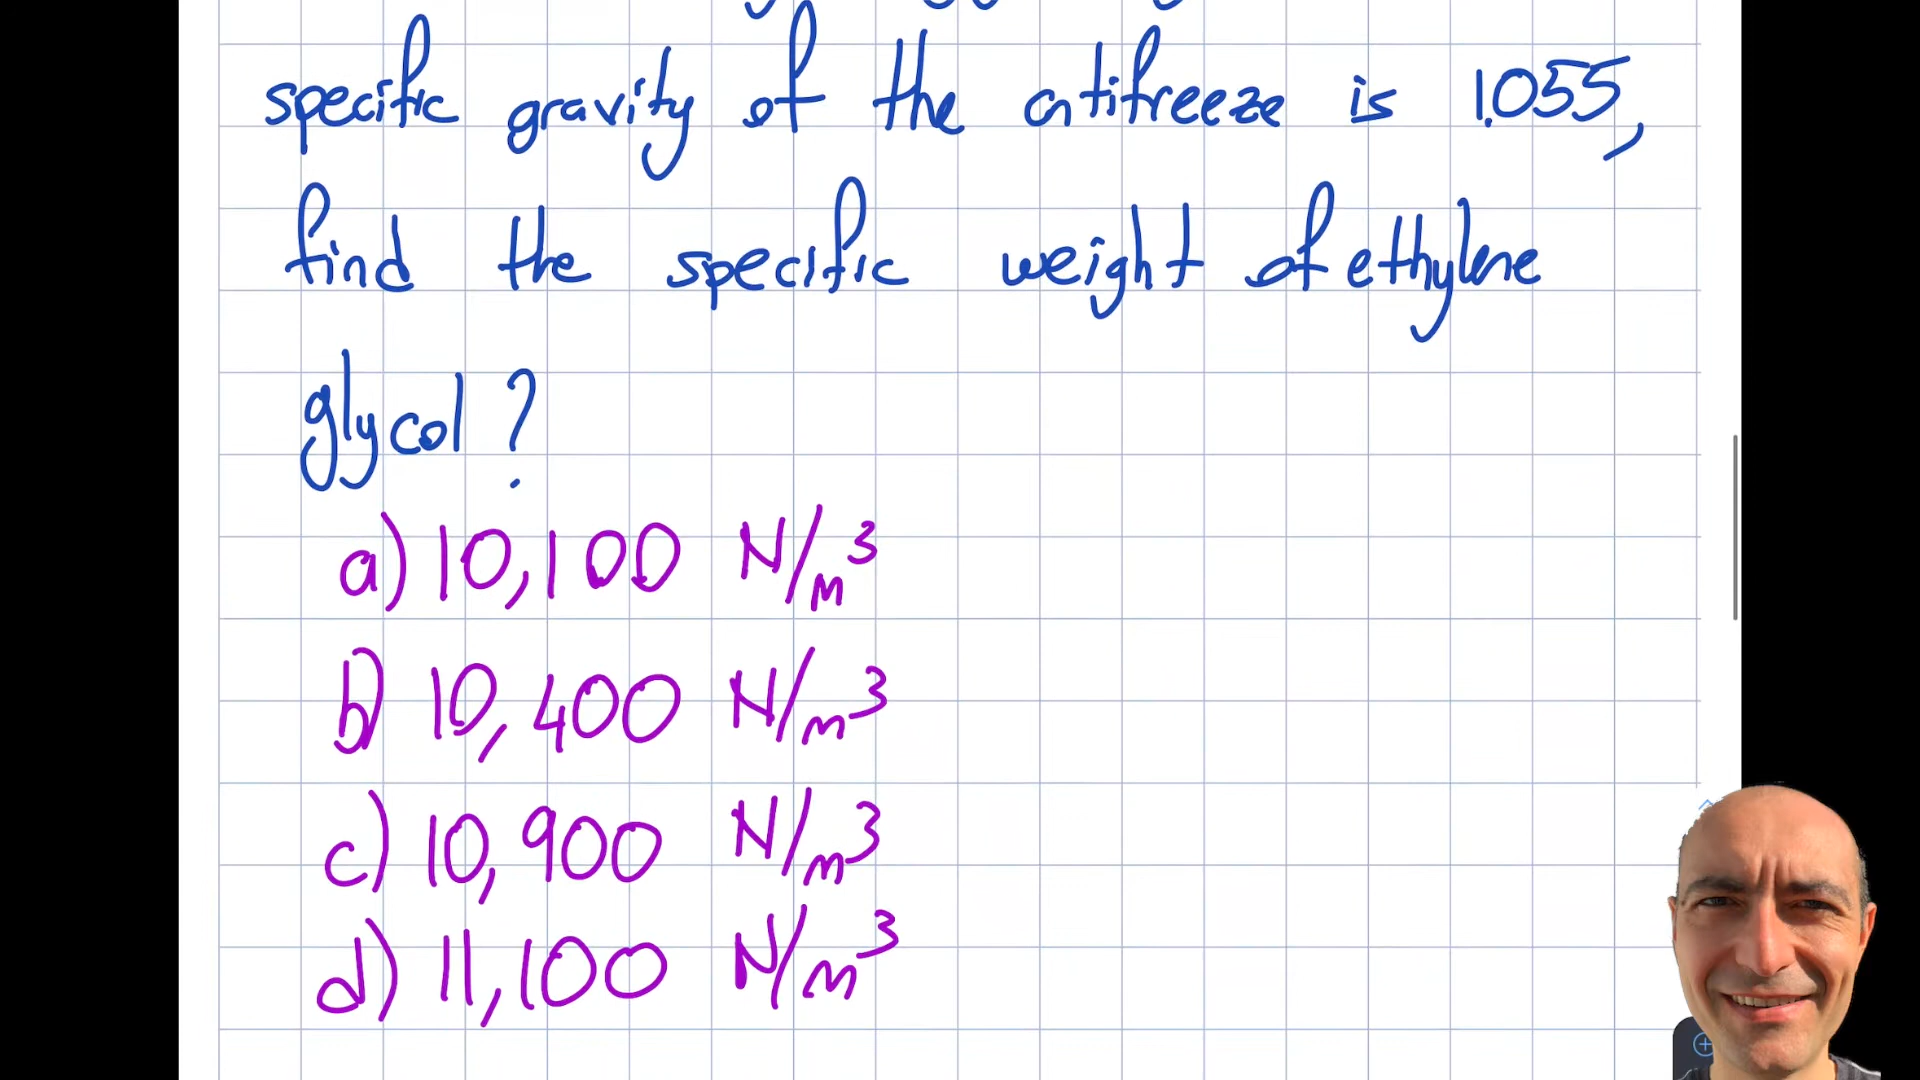 specific gravity of the antifreeze is 1.055,
find the specific weight of ethylene
glycol?
a) 10,100 N/m³
b) 10,400 N/m³
c) 10,900 N/m³
d) 11,100 N/m³